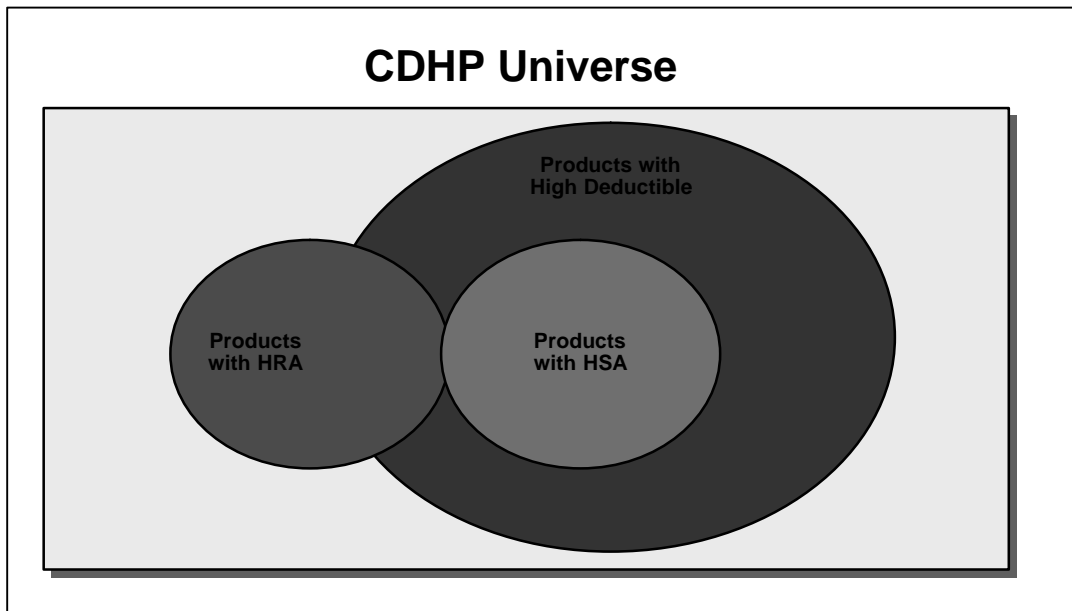 CDHP Universe
Products with
High Deductible
Products
with HRA
Products
with HSA